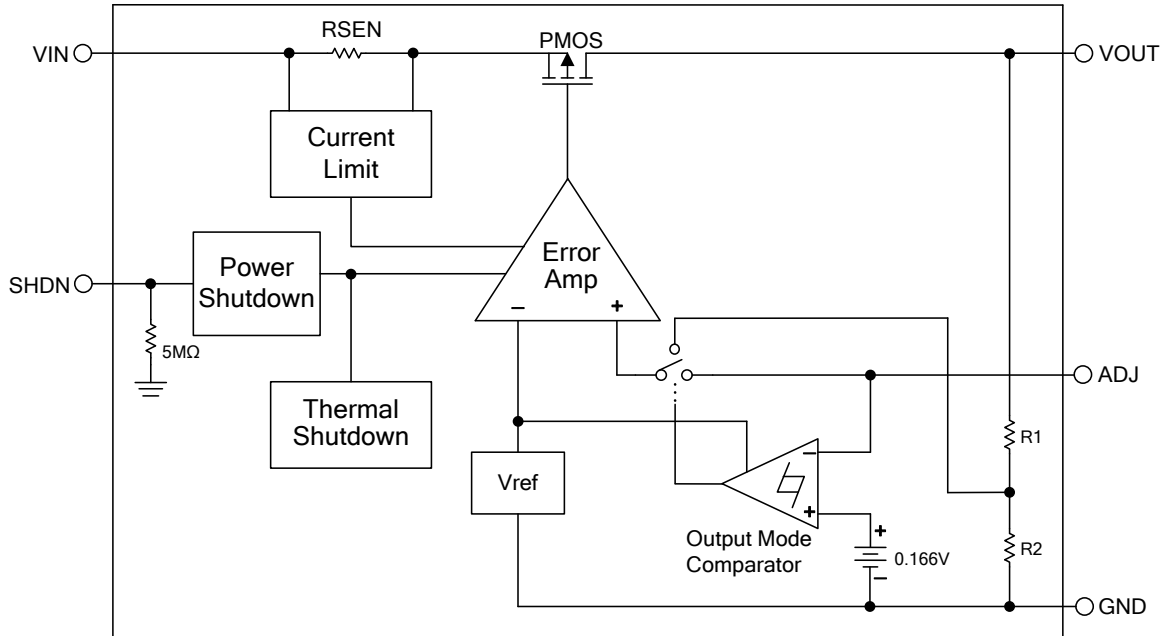 RSEN
PMOS
VIN
VOUT
Current
Limit
Error
Amp
Power
Shutdown
SHDN
− +
5MΩ
ADJ
Thermal
Shutdown
R1
Vref
−
+
Output Mode
Comparator
+
0.166V
−
R2
GND